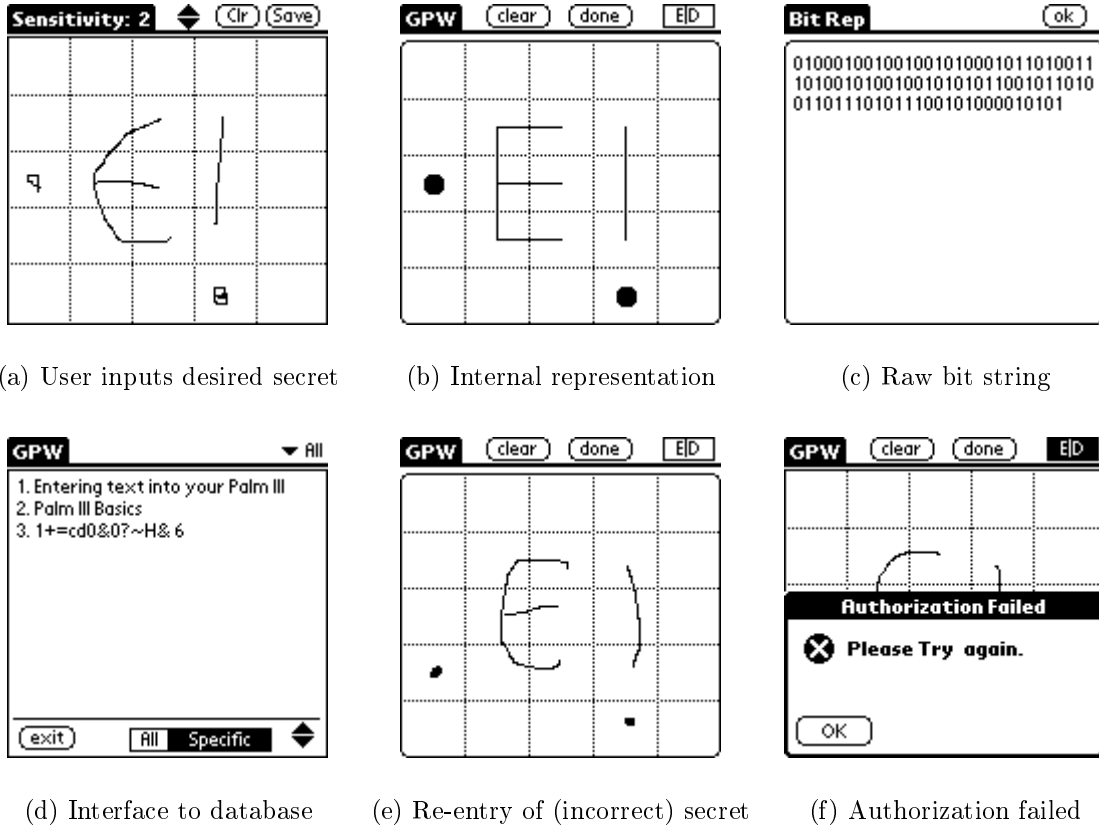 Sensitivity: 2 Clr Save
GPW clear done E|D
Bit Rep ok
010001001001001010001011010011
101001010010010101011001011010
011011101011100101000010101
(a) User inputs desired secret
(b) Internal representation
(c) Raw bit string
GPW All
1. Entering text into your Palm III
2. Palm III Basics
3. 1+=cd0&0?~H& 6
exit All Specific
GPW clear done E|D
GPW clear done E|D
Authorization Failed
Please Try again.
OK
(d) Interface to database
(e) Re-entry of (incorrect) secret
(f) Authorization failed